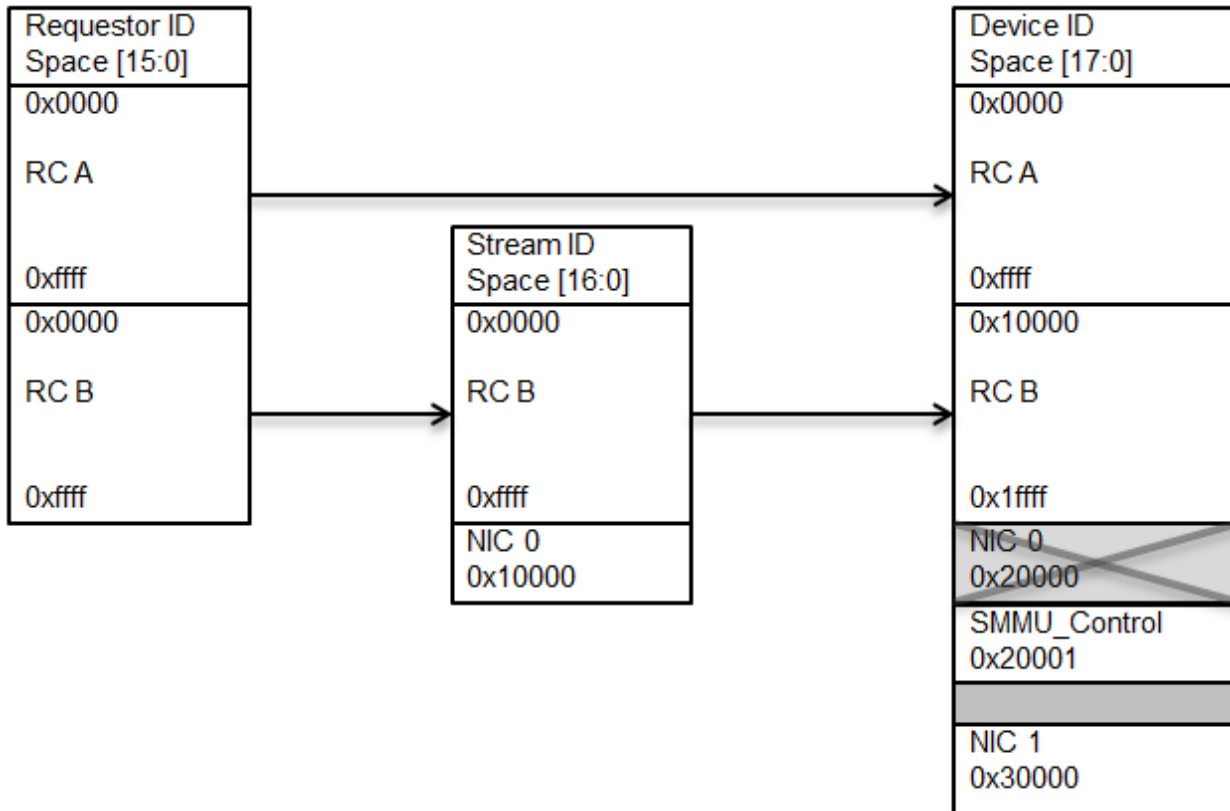 Requestor ID
Space [15:0]
0x0000
RC A
0xffff
0x0000
RC B
0xffff
Stream ID
Space [16:0]
0x0000
RC B
0xffff
NIC 0
0x10000
Device ID
Space [17:0]
0x0000
RC A
0xffff
0x10000
RC B
0x1ffff
NIC 0
0x20000
SMMU_Control
0x20001
NIC 1
0x30000